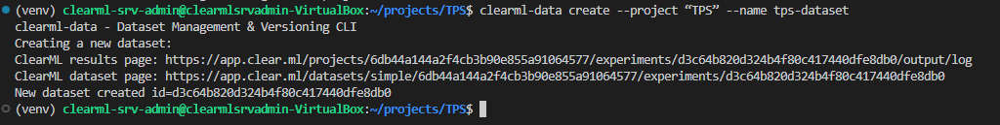 (venv) clearml-srv-admin@clearmlsrvadmin-VirtualBox:~/projects/TPS$ clearml-data create --project “TPS” --name tps-dataset
clearml-data - Dataset Management & Versioning CLI
Creating a new dataset:
ClearML results page: https://app.clear.ml/projects/6db44a144a2f4cb3b90e855a91064577/experiments/d3c64b820d324b4f80c417440dfe8db0/output/log
ClearML dataset page: https://app.clear.ml/datasets/simple/6db44a144a2f4cb3b90e855a91064577/experiments/d3c64b820d324b4f80c417440dfe8db0
New dataset created id=d3c64b820d324b4f80c417440dfe8db0
(venv) clearml-srv-admin@clearmlsrvadmin-VirtualBox:~/projects/TPS$